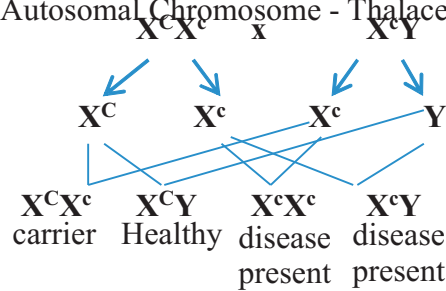 Autosomal Chromosome - Thalace
XᶜXᶜ x XᶜY
Xᶜ Xᶜ Xᶜ Y
XᶜXᶜ XᶜY XᶜXᶜ XᶜY
carrier Healthy disease disease
present present